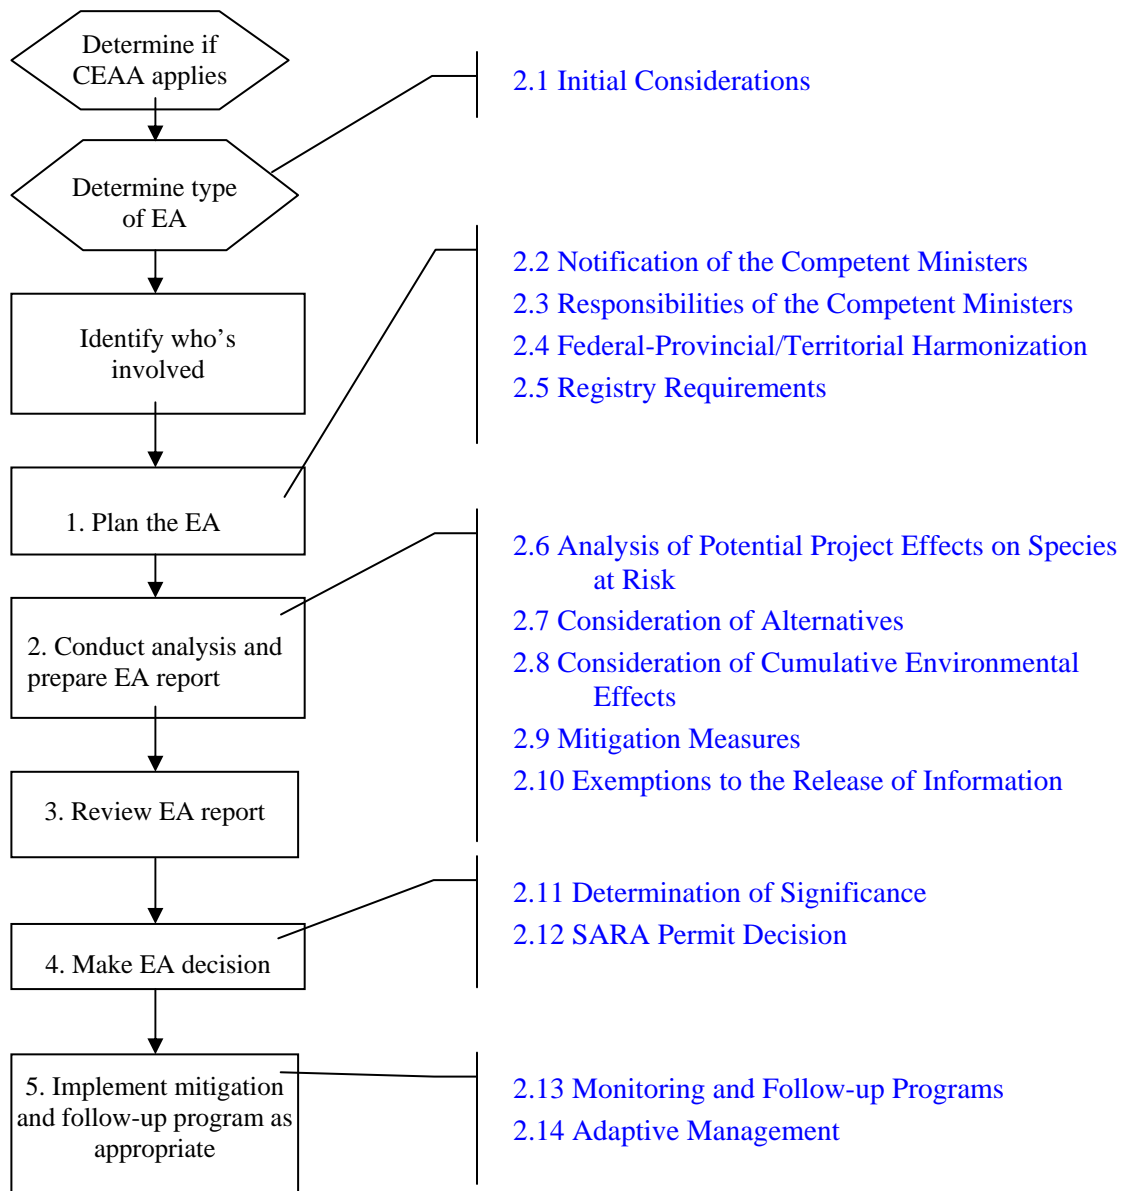 Determine if
CEAA applies
2.1 Initial Considerations
Determine type
of EA
2.2 Notification of the Competent Ministers
2.3 Responsibilities of the Competent Ministers
2.4 Federal-Provincial/Territorial Harmonization
2.5 Registry Requirements
Identify who’s
involved
1. Plan the EA
2.6 Analysis of Potential Project Effects on Species
at Risk
2.7 Consideration of Alternatives
2.8 Consideration of Cumulative Environmental
Effects
2.9 Mitigation Measures
2.10 Exemptions to the Release of Information
2. Conduct analysis and
prepare EA report
3. Review EA report
2.11 Determination of Significance
2.12 SARA Permit Decision
4. Make EA decision
5. Implement mitigation
and follow-up program as
appropriate
2.13 Monitoring and Follow-up Programs
2.14 Adaptive Management